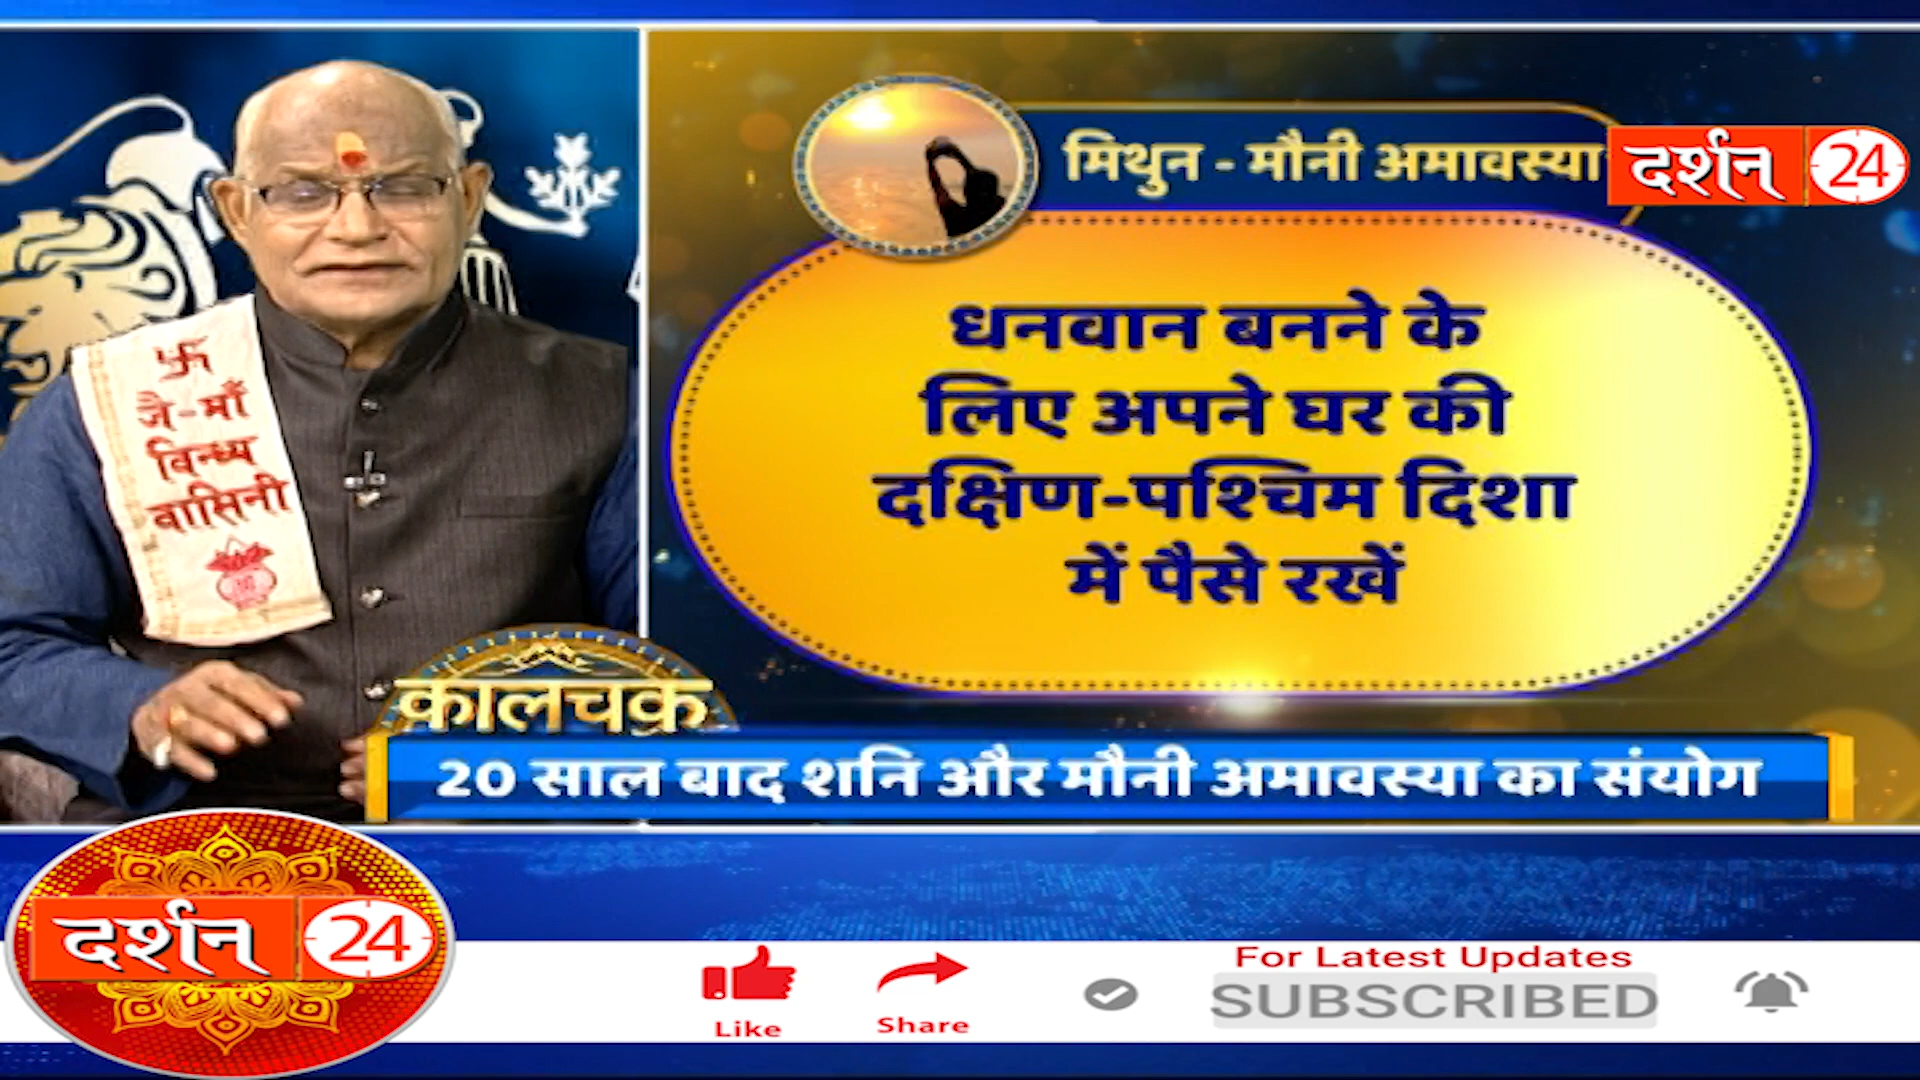 मिथुन - मौनी अमावस्या
दर्शन 24
धनवान बनने के
लिए अपने घर की
दक्षिण-पश्चिम दिशा
में पैसे रखें
जै-माँ
विन्ध्य
वासिनी
कालचक्र
20 साल बाद शनि और मौनी अमावस्या का संयोग
दर्शन 24
Like
Share
For Latest Updates
SUBSCRIBED